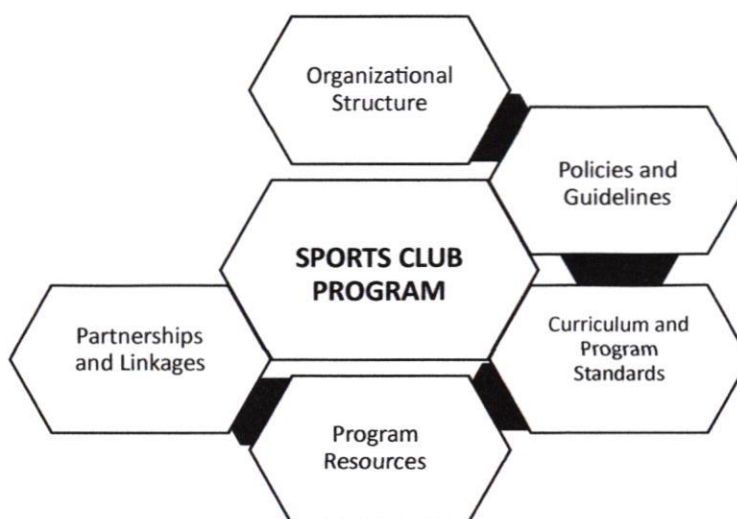 Organizational
Structure
Policies and
Guidelines
SPORTS CLUB
PROGRAM
Partnerships
and Linkages
Curriculum and
Program
Standards
Program
Resources